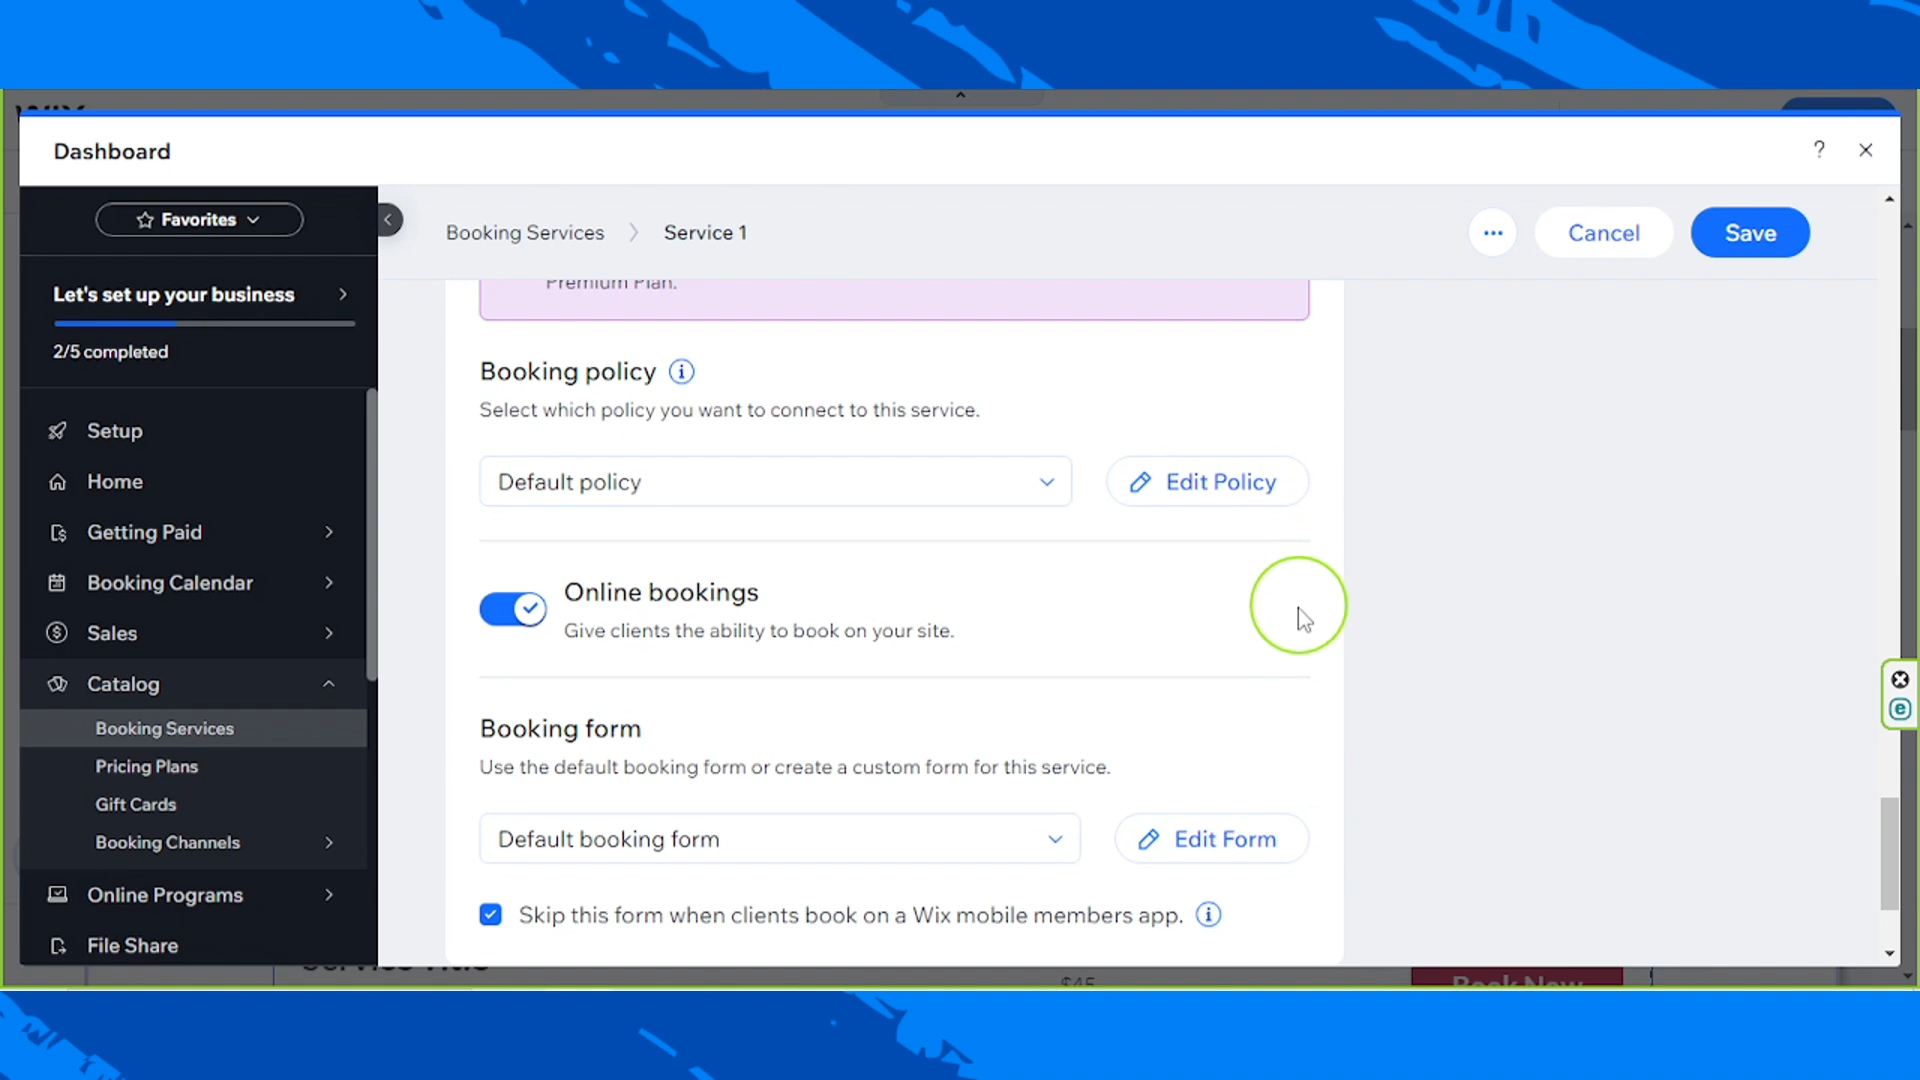 Dashboard
?
Favorites
Booking Services
Service 1
Cancel
Save
Let's set up your business
2/5 completed
Premium Plan.
Booking policy
Select which policy you want to connect to this service.
Default policy
Edit Policy
Setup
Home
Getting Paid
Booking Calendar
Sales
Catalog
Booking Services
Pricing Plans
Gift Cards
Booking Channels
Online Programs
File Share
Online bookings
Give clients the ability to book on your site.
Booking form
Use the default booking form or create a custom form for this service.
Default booking form
Edit Form
Skip this form when clients book on a Wix mobile members app.
$45
Book Now